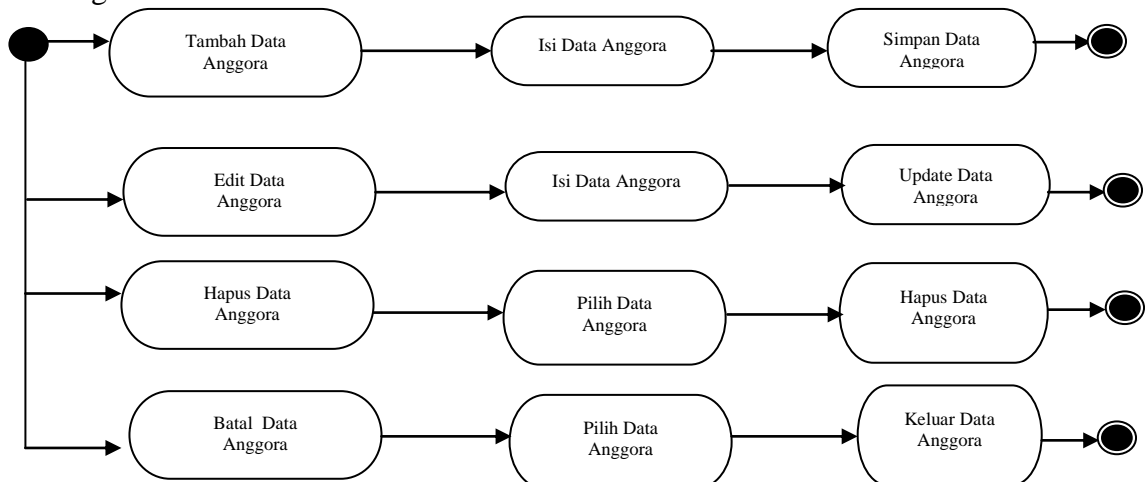 Tambah Data
Anggora
Isi Data Anggora
Simpan Data
Anggora
Edit Data
Anggora
Isi Data Anggora
Update Data
Anggora
Hapus Data
Anggora
Pilih Data
Anggora
Hapus Data
Anggora
Batal Data
Anggora
Pilih Data
Anggora
Keluar Data
Anggora